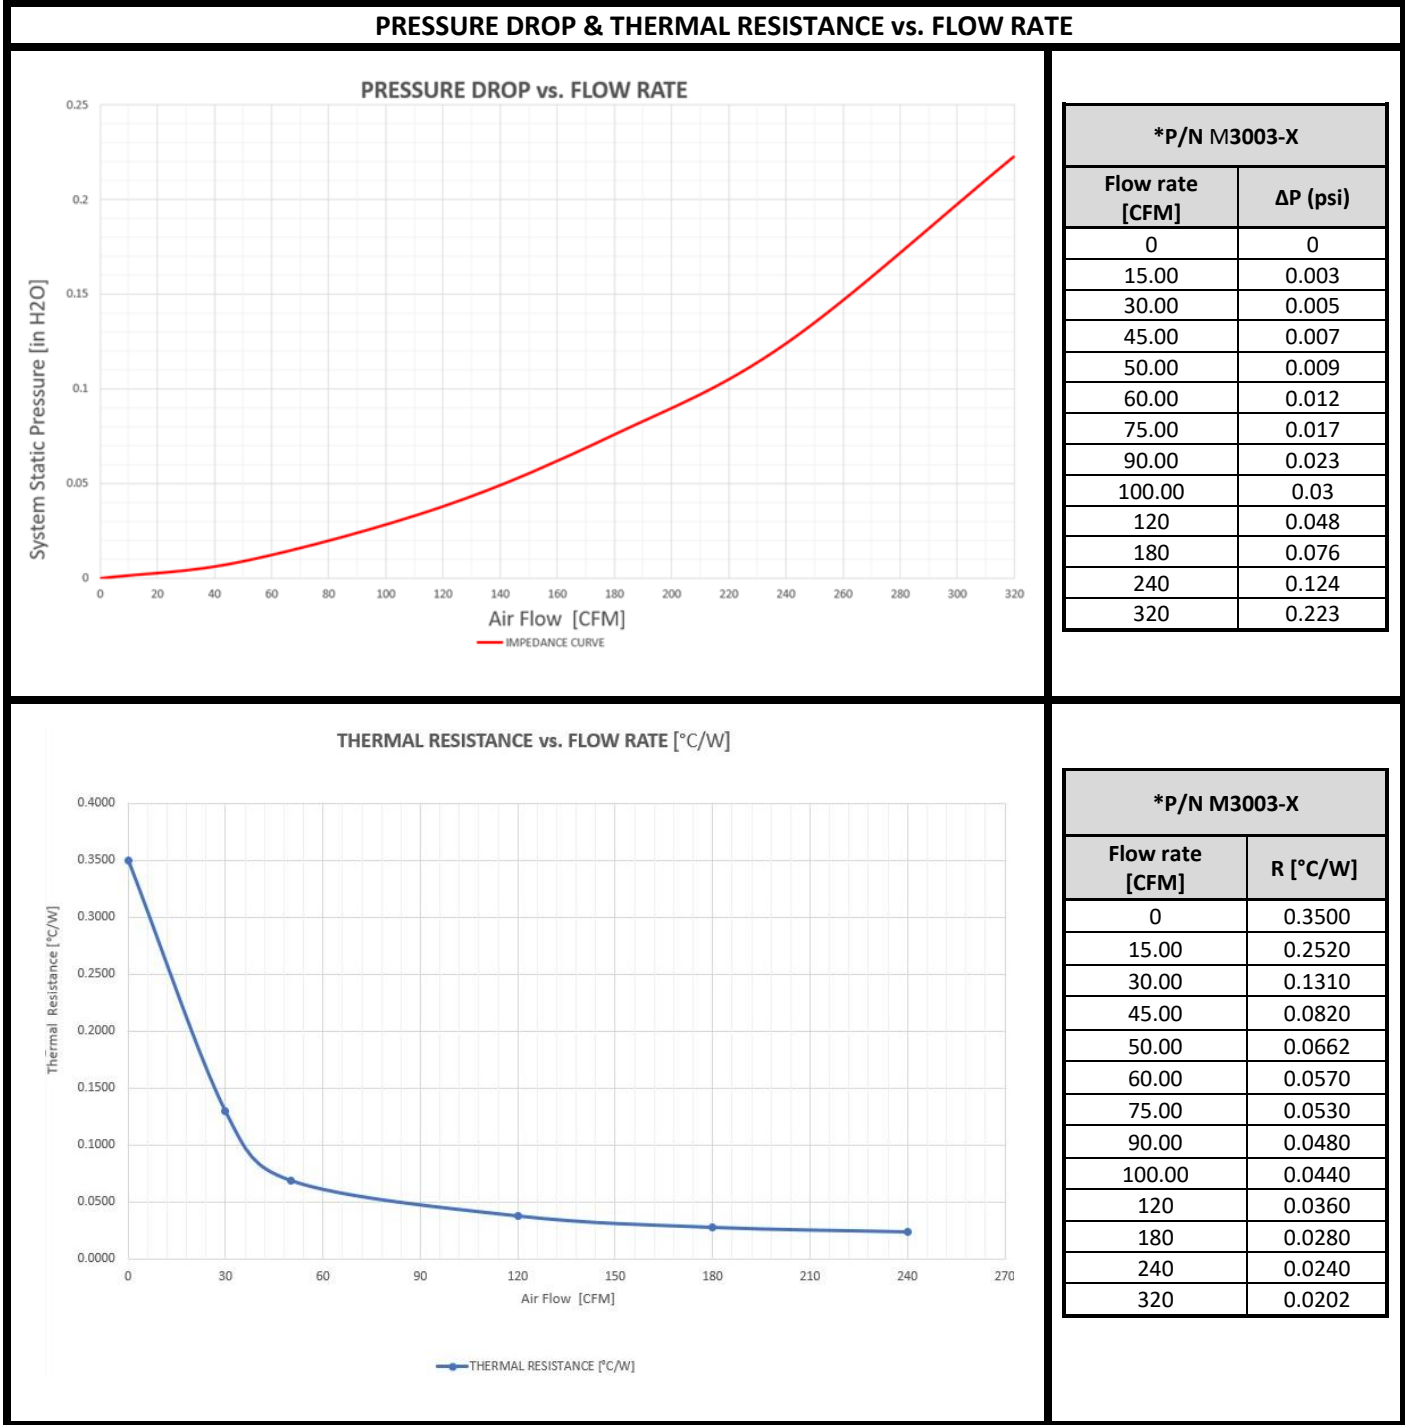 PRESSURE DROP & THERMAL RESISTANCE vs. FLOW RATE
PRESSURE DROP vs. FLOW RATE
0.25
0.2
0.15
0.1
0.05
0
System Static Pressure [in H2O]
0 20 40 60 80 100 120 140 160 180 200 220 240 260 280 300 320
Air Flow [CFM]
IMPEDANCE CURVE
*P/N M3003-X
Flow rate
[CFM]
ΔP (psi)
0 0
15.00 0.003
30.00 0.005
45.00 0.007
50.00 0.009
60.00 0.012
75.00 0.017
90.00 0.023
100.00 0.03
120 0.048
180 0.076
240 0.124
320 0.223
THERMAL RESISTANCE vs. FLOW RATE [°C/W]
0.4000
0.3500
0.3000
0.2500
0.2000
0.1500
0.1000
0.0500
0.0000
Thermal Resistance [°C/W]
0 30 60 90 120 150 180 210 240 270
Air Flow [CFM]
THERMAL RESISTANCE [°C/W]
*P/N M3003-X
Flow rate
[CFM]
R [°C/W]
0 0.3500
15.00 0.2520
30.00 0.1310
45.00 0.0820
50.00 0.0662
60.00 0.0570
75.00 0.0530
90.00 0.0480
100.00 0.0440
120 0.0360
180 0.0280
240 0.0240
320 0.0202